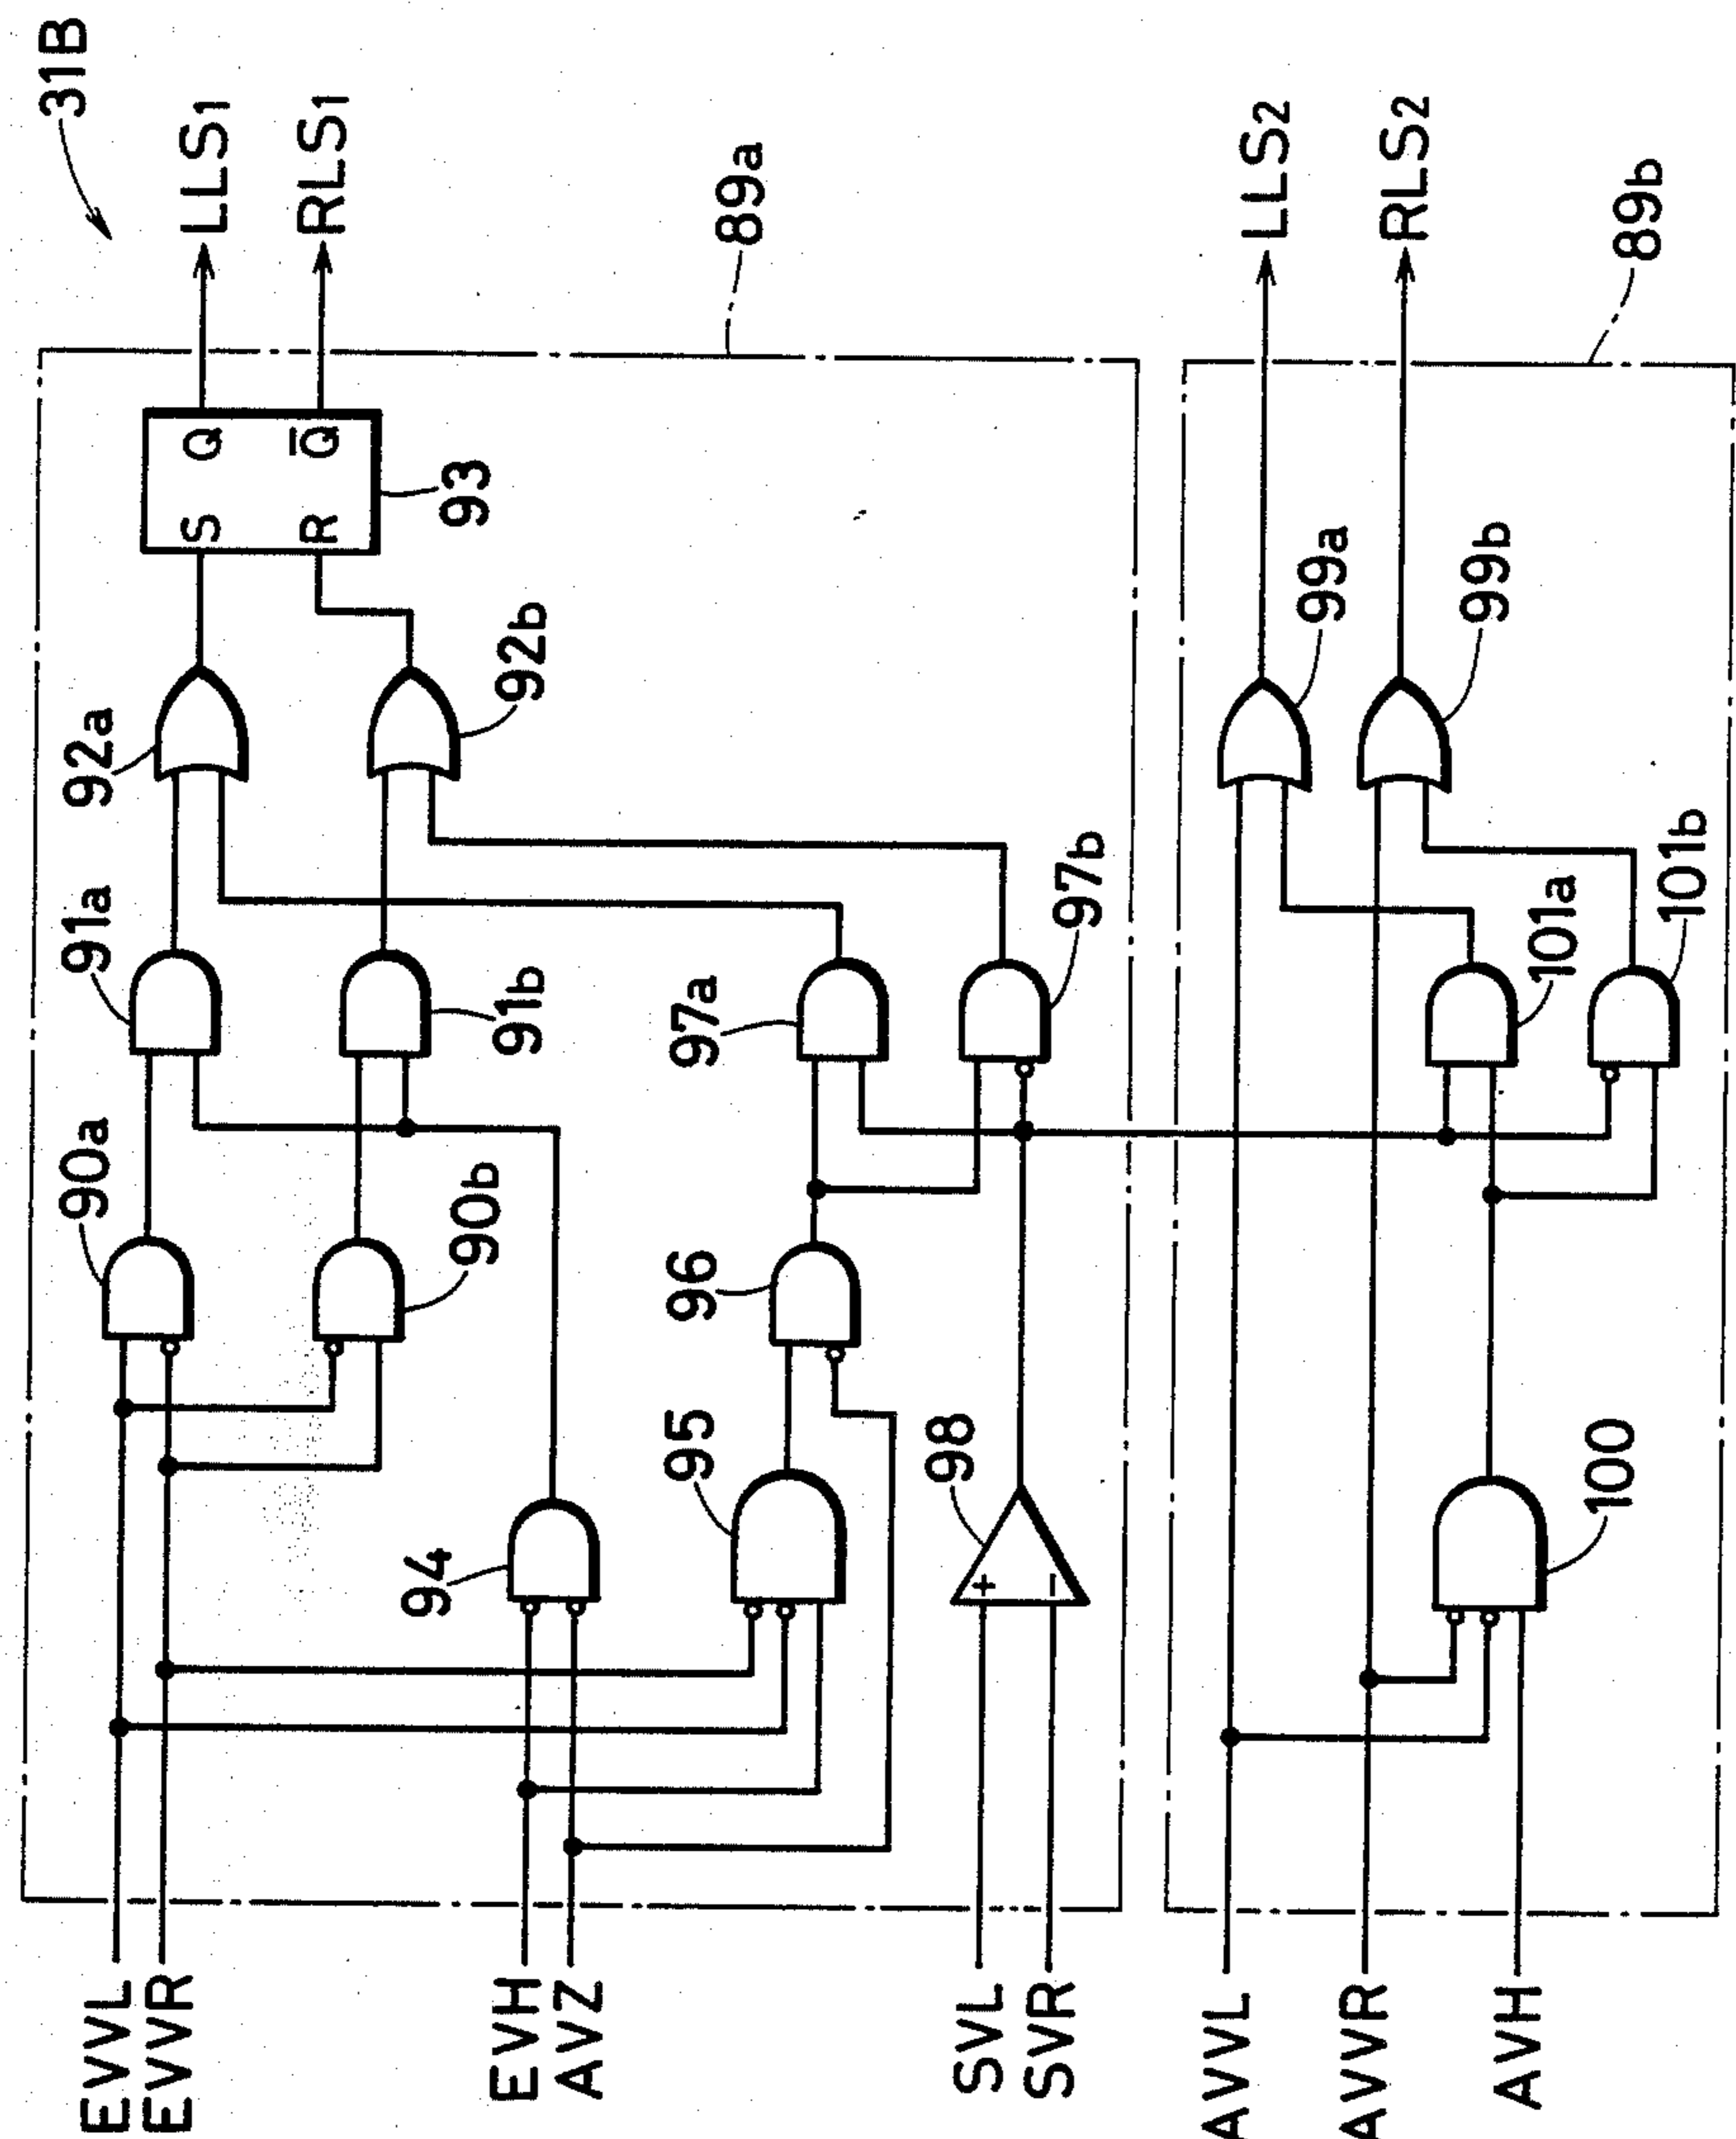 31B
LLS1
RLS1
89a
Q
Q̅
S
R
93
92a
92b
91a
91b
97a
97b
90a
90b
96
94
95
98
+
−
EVVL
EVVR
EVH
AVZ
SVL
SVR
LLS2
RLS2
89b
99a
99b
101a
101b
100
AVVL
AVVR
AVH